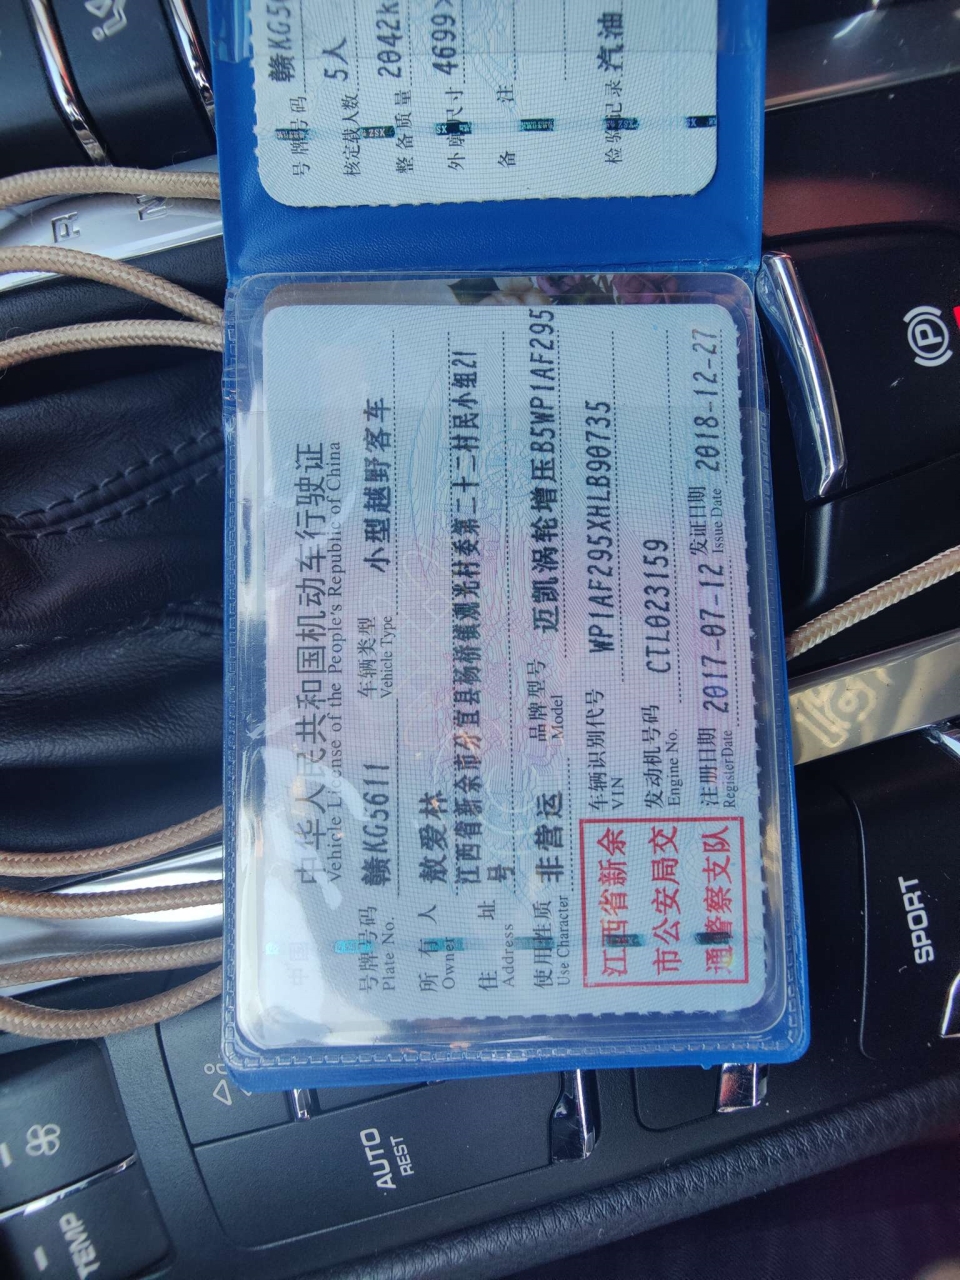 中华人民共和国机动车行驶证
Vehicle License of the People's Republic of China
号牌号码 赣KG5611 车辆类型 小型越野客车
Plate No. Vehicle Type
所有人 敖爱林
Owner
住址 江西省新余市分宜县杨桥镇观光村委第二十二村民小组21
号
Address
使用性质 非营运 品牌型号 迈凯涡轮增压B5WP1AF295
Use Character Model
江西省新余
市公安局交
通警察支队
车辆识别代号 WP1AF295XHLB90735
VIN
发动机号码 CTL023159
Engine No.
注册日期 2017-07-12 发证日期 2018-12-27
Register Date Issue Date
号牌号码 赣KG5
核定载人数 5人
整备质量 2042k
外廓尺寸 4699×
备注
检验记录 汽油
R
N
P
SPORT
AUTO
REST
TEMP